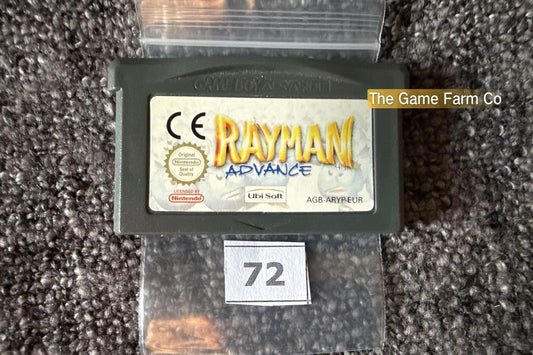 GAME BOY ADVANCE
The Game Farm Co
CE
RAYMAN
ADVANCE
Original
Nintendo
Seal of
Quality
LICENSED BY
Nintendo
Ubi Soft
AGB-ARYP-EUR
72